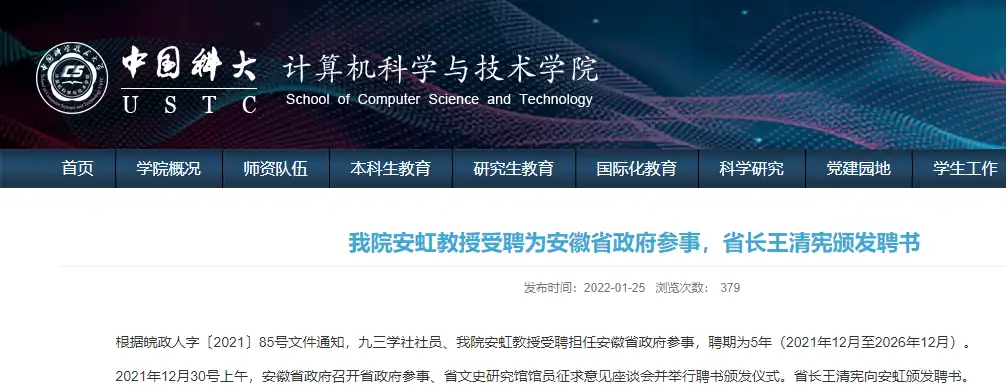 中国科大
USTC
计算机科学与技术学院
School of Computer Science and Technology
首页 学院概况 师资队伍 本科生教育 研究生教育 国际化教育 科学研究 党建园地 学生工作
我院安虹教授受聘为安徽省政府参事，省长王清宪颁发聘书
发布时间：2022-01-25 浏览次数： 379
根据皖政人字〔2021〕85号文件通知，九三学社社员、我院安虹教授受聘担任安徽省政府参事，聘期为5年（2021年12月至2026年12月）。
2021年12月30号上午，安徽省政府召开省政府参事、省文史研究馆馆员征求意见座谈会并举行聘书颁发仪式。省长王清宪向安虹颁发聘书。